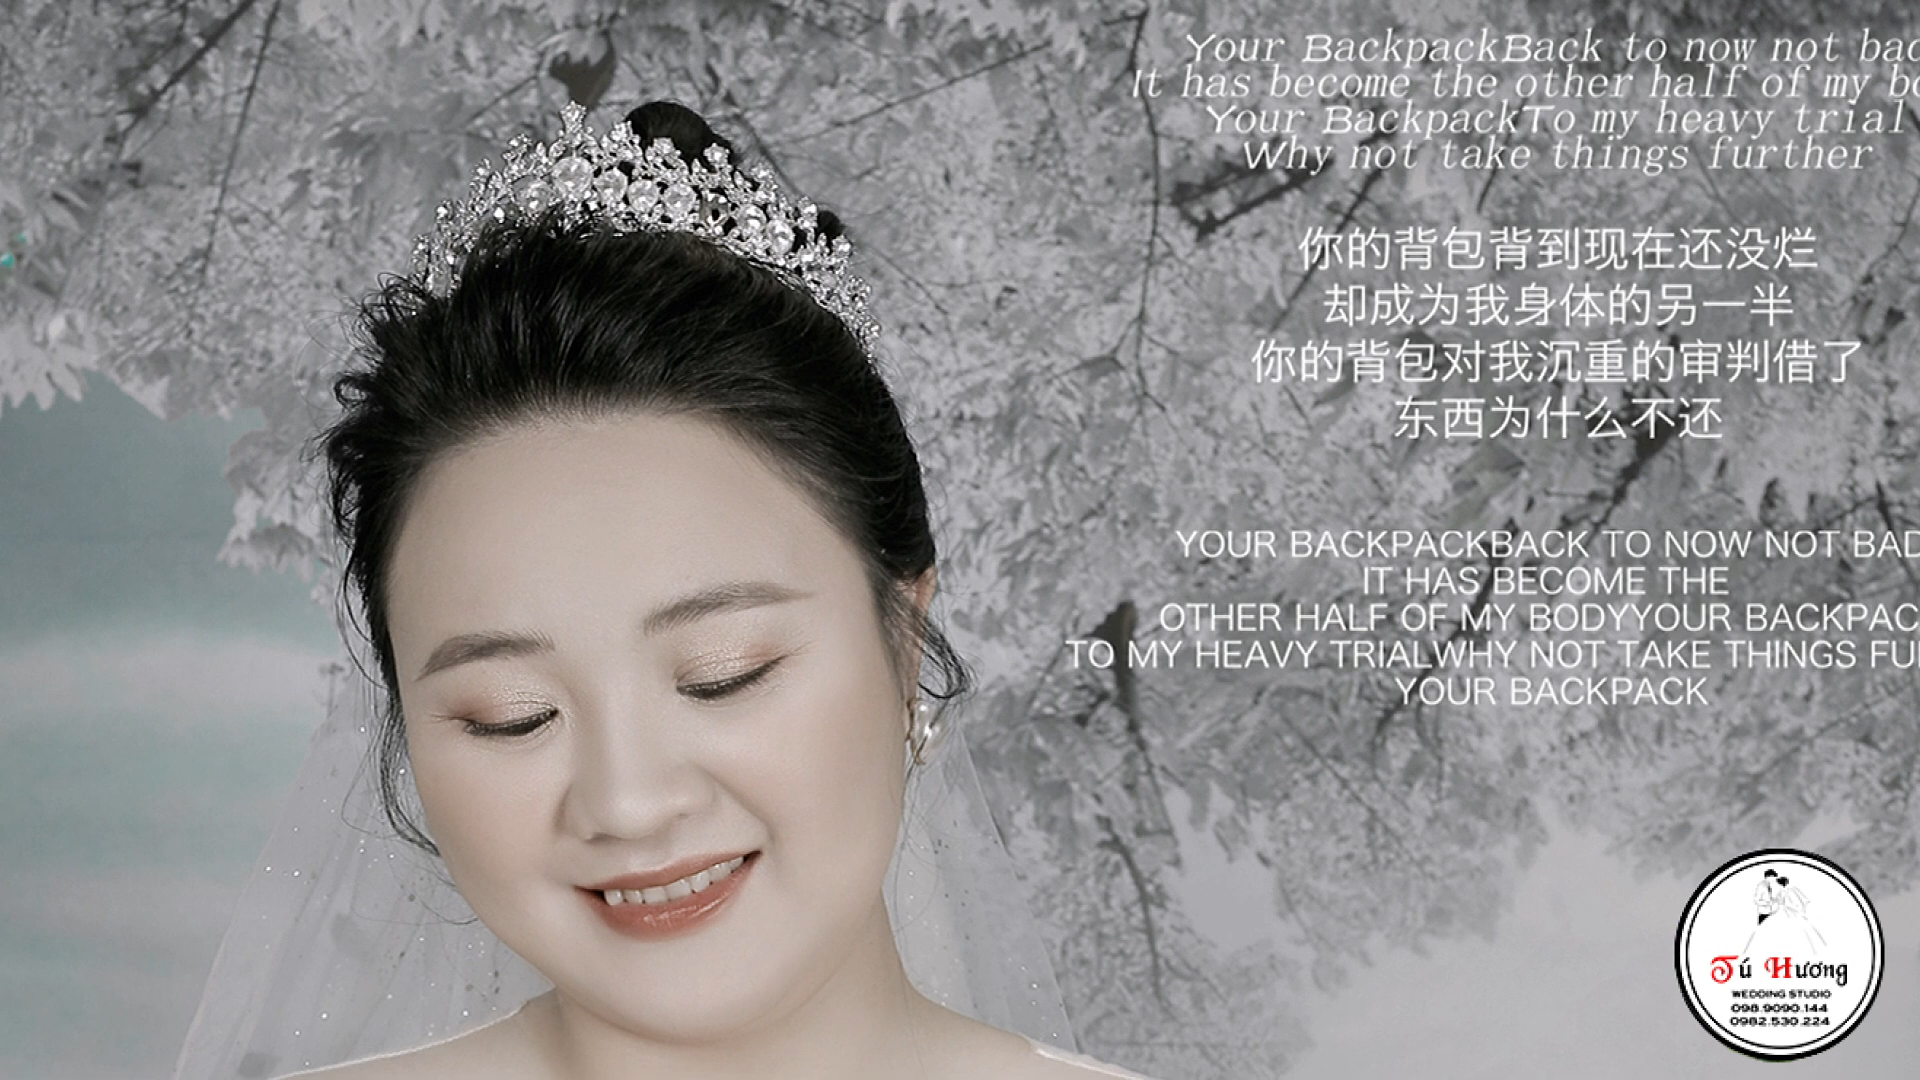 Your BackpackBack to now not bad
It has become the other half of my bo
Your BackpackTo my heavy trial
Why not take things further
你的背包背到现在还没烂
却成为我身体的另一半
你的背包对我沉重的审判借了
东西为什么不还
YOUR BACKPACKBACK TO NOW NOT BAD
IT HAS BECOME THE
OTHER HALF OF MY BODYYOUR BACKPAC
TO MY HEAVY TRIALWHY NOT TAKE THINGS FU
YOUR BACKPACK
Tú Hương
WEDDING STUDIO
098.9090.144
0982.530.224